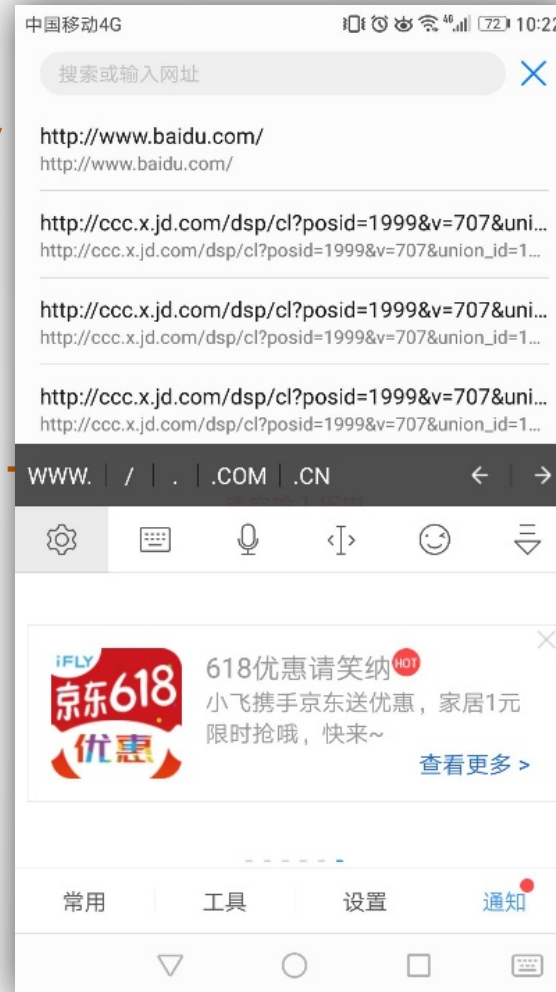 中国移动4G 4G 72 10:22
搜索或输入网址
http://www.baidu.com/
http://www.baidu.com/
http://ccc.x.jd.com/dsp/cl?posid=1999&v=707&uni...
http://ccc.x.jd.com/dsp/cl?posid=1999&v=707&union_id=1...
http://ccc.x.jd.com/dsp/cl?posid=1999&v=707&uni...
http://ccc.x.jd.com/dsp/cl?posid=1999&v=707&union_id=1...
http://ccc.x.jd.com/dsp/cl?posid=1999&v=707&uni...
http://ccc.x.jd.com/dsp/cl?posid=1999&v=707&union_id=1...
WWW. / . .COM .CN
iFLY
京东618
优惠
618优惠请笑纳 HOT
小飞携手京东送优惠，家居1元
限时抢哦，快来~
查看更多 >
常用 工具 设置 通知